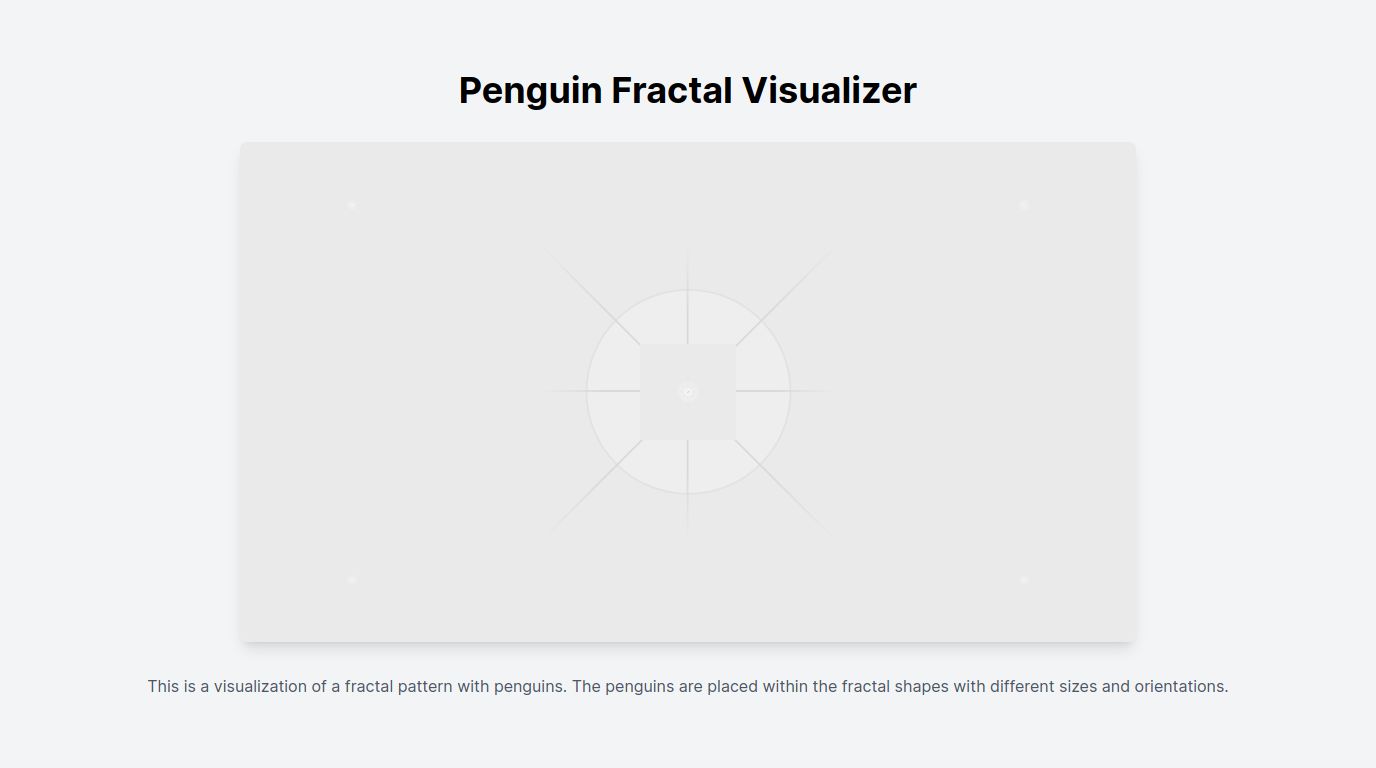 Penguin Fractal Visualizer
This is a visualization of a fractal pattern with penguins. The penguins are placed within the fractal shapes with different sizes and orientations.